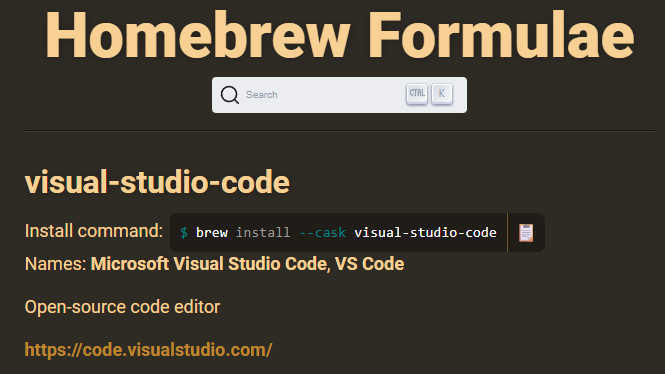 Homebrew Formulae
Search CTRL K
visual-studio-code
Install command: $ brew install --cask visual-studio-code
Names: Microsoft Visual Studio Code, VS Code
Open-source code editor
https://code.visualstudio.com/